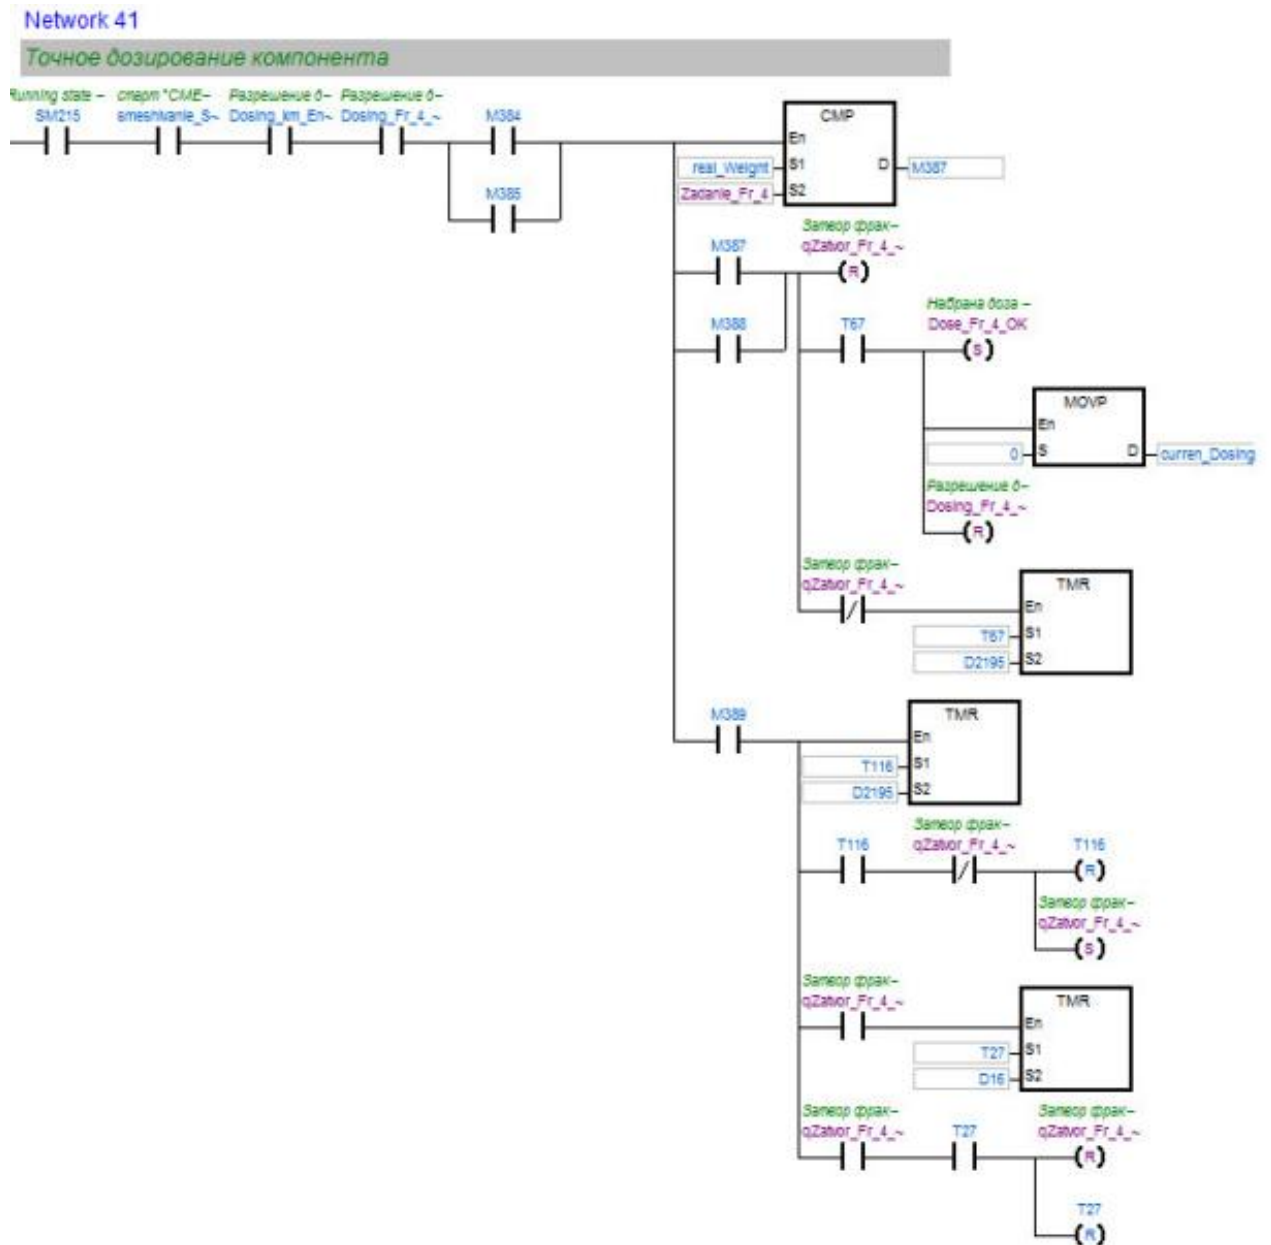 Network 41
Точное дозирование компонента
Running state – старт "СМЕ– Разрешение д– Разрешение д–
SM215 smeshivanie_S~ Dosing_km_En~ Dosing_Fr_4_~ M384
CMP
En
real_Weight S1 D M387
Zadanie_Fr_4 S2
M385
Затвор фрак–
M387 qZatvor_Fr_4_~
(R)
Набрана доза –
M388 T67 Dose_Fr_4_OK
(S)
MOVP
En
0 S D curren_Dosing
Разрешение д–
Dosing_Fr_4_~
(R)
Затвор фрак–
qZatvor_Fr_4_~
TMR
En
T67 S1
D2195 S2
M389
TMR
En
T116 S1
D2195 S2
Затвор фрак–
T116 qZatvor_Fr_4_~ T116
(R)
Затвор фрак–
qZatvor_Fr_4_~
(S)
Затвор фрак–
qZatvor_Fr_4_~
TMR
En
T27 S1
D16 S2
Затвор фрак– Затвор фрак–
qZatvor_Fr_4_~ T27 qZatvor_Fr_4_~
(R)
T27
(R)